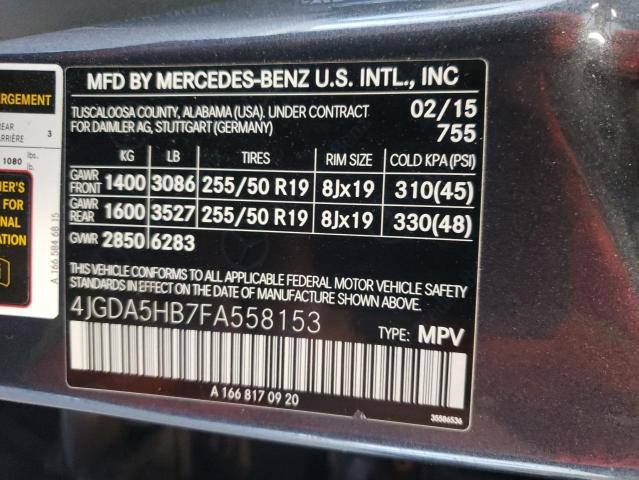 MFD BY MERCEDES-BENZ U.S. INTL., INC
TUSCALOOSA COUNTY, ALABAMA (USA). UNDER CONTRACT
FOR DAIMLER AG, STUTTGART (GERMANY)
02/15
755
KG LB TIRES RIM SIZE COLD KPA (PSI)
GAWR FRONT 1400 3086 255/50 R19 8Jx19 310(45)
GAWR REAR 1600 3527 255/50 R19 8Jx19 330(48)
GVWR 2850 6283
THIS VEHICLE CONFORMS TO ALL APPLICABLE FEDERAL MOTOR VEHICLE SAFETY
STANDARDS IN EFFECT ON THE DATE OF MANUFACTURE SHOWN ABOVE.
4JGDA5HB7FA558153
TYPE: MPV
A 166 817 09 20
35586536
ERGEMENT
REAR
ARRIÈRE
3
1080 lbs.
lb.
ER'S
FOR
NAL
ATION
A 166 584 68 15